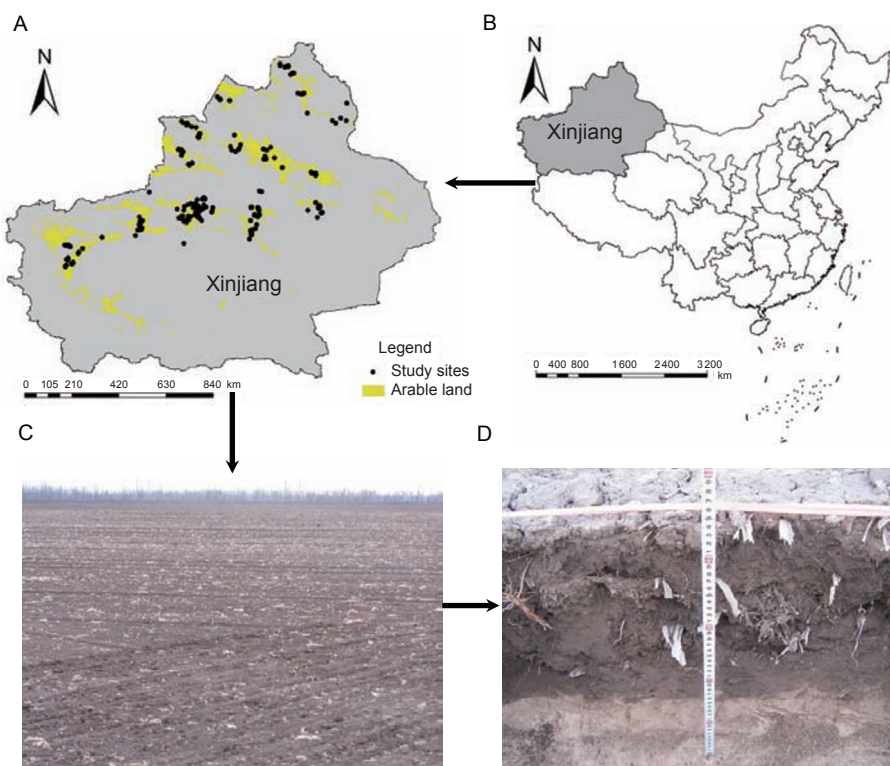 A
N
Xinjiang
Legend
Study sites
Arable land
0 105 210 420 630 840 km
B
N
Xinjiang
0 400 800 1600 2400 3200
km
C
D